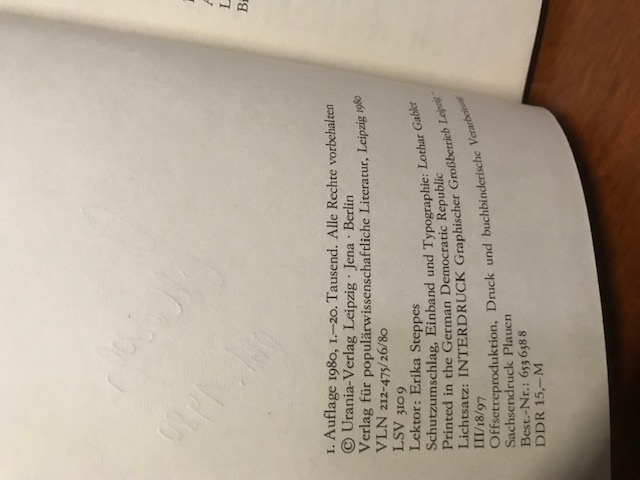 1. Auflage 1980, 1.–20. Tausend. Alle Rechte vorbehalten
© Urania-Verlag Leipzig · Jena · Berlin
Verlag für populärwissenschaftliche Literatur, Leipzig 1980
VLN 212-475/26/80
LSV 3109
Lektor: Erika Steppes
Schutzumschlag, Einband und Typographie: Lothar Gabler
Printed in the German Democratic Republic
Lichtsatz: INTERDRUCK Graphischer Großbetrieb Leipzig –
III/18/97
Offsetreproduktion, Druck und buchbinderische Verarbeitung
Sachsendruck Plauen
Best.-Nr.: 653 638 8
DDR 15,– M